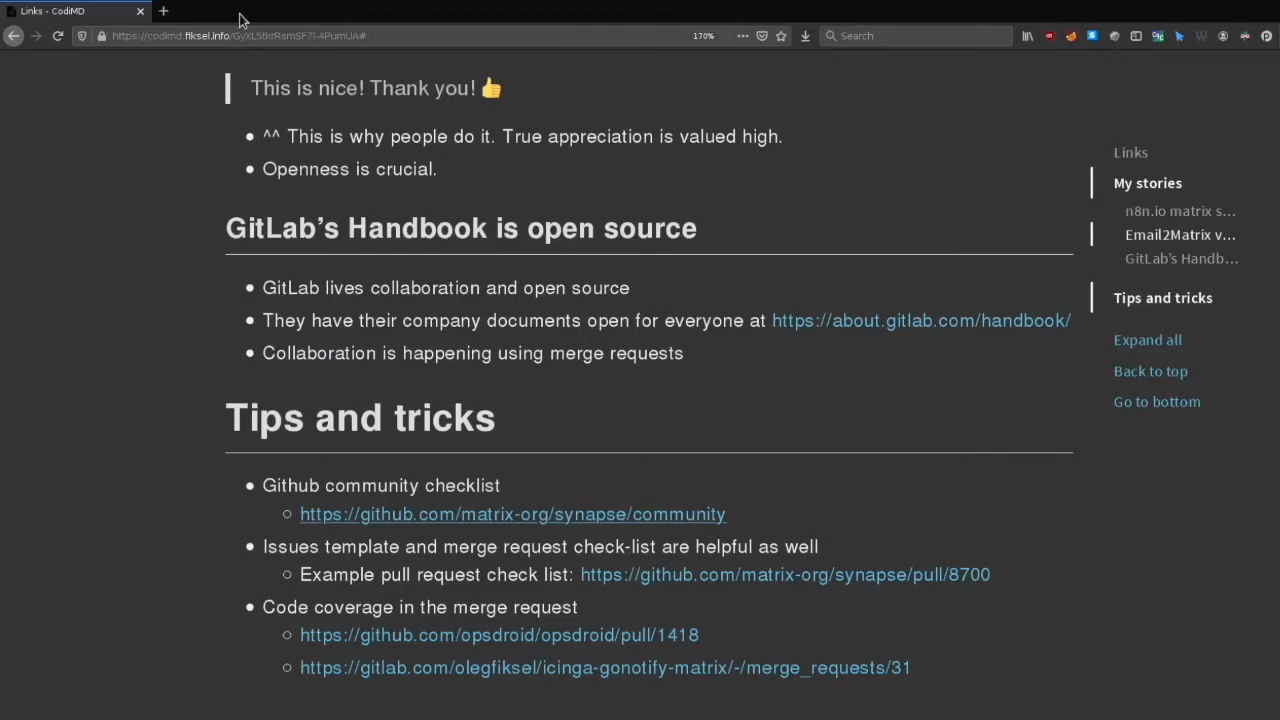 Links - CodiMD
https://codimd.fiksel.info/GyXL5tkrRsmSF7l-4PumUA#
170%
Search
This is nice! Thank you! 👍
^^ This is why people do it. True appreciation is valued high.
Openness is crucial.
GitLab’s Handbook is open source
GitLab lives collaboration and open source
They have their company documents open for everyone at https://about.gitlab.com/handbook/
Collaboration is happening using merge requests
Tips and tricks
Github community checklist
https://github.com/matrix-org/synapse/community
Issues template and merge request check-list are helpful as well
Example pull request check list: https://github.com/matrix-org/synapse/pull/8700
Code coverage in the merge request
https://github.com/opsdroid/opsdroid/pull/1418
https://gitlab.com/olegfiksel/icinga-gonotify-matrix/-/merge_requests/31
Links
My stories
n8n.io matrix s...
Email2Matrix v...
GitLab’s Handb...
Tips and tricks
Expand all
Back to top
Go to bottom